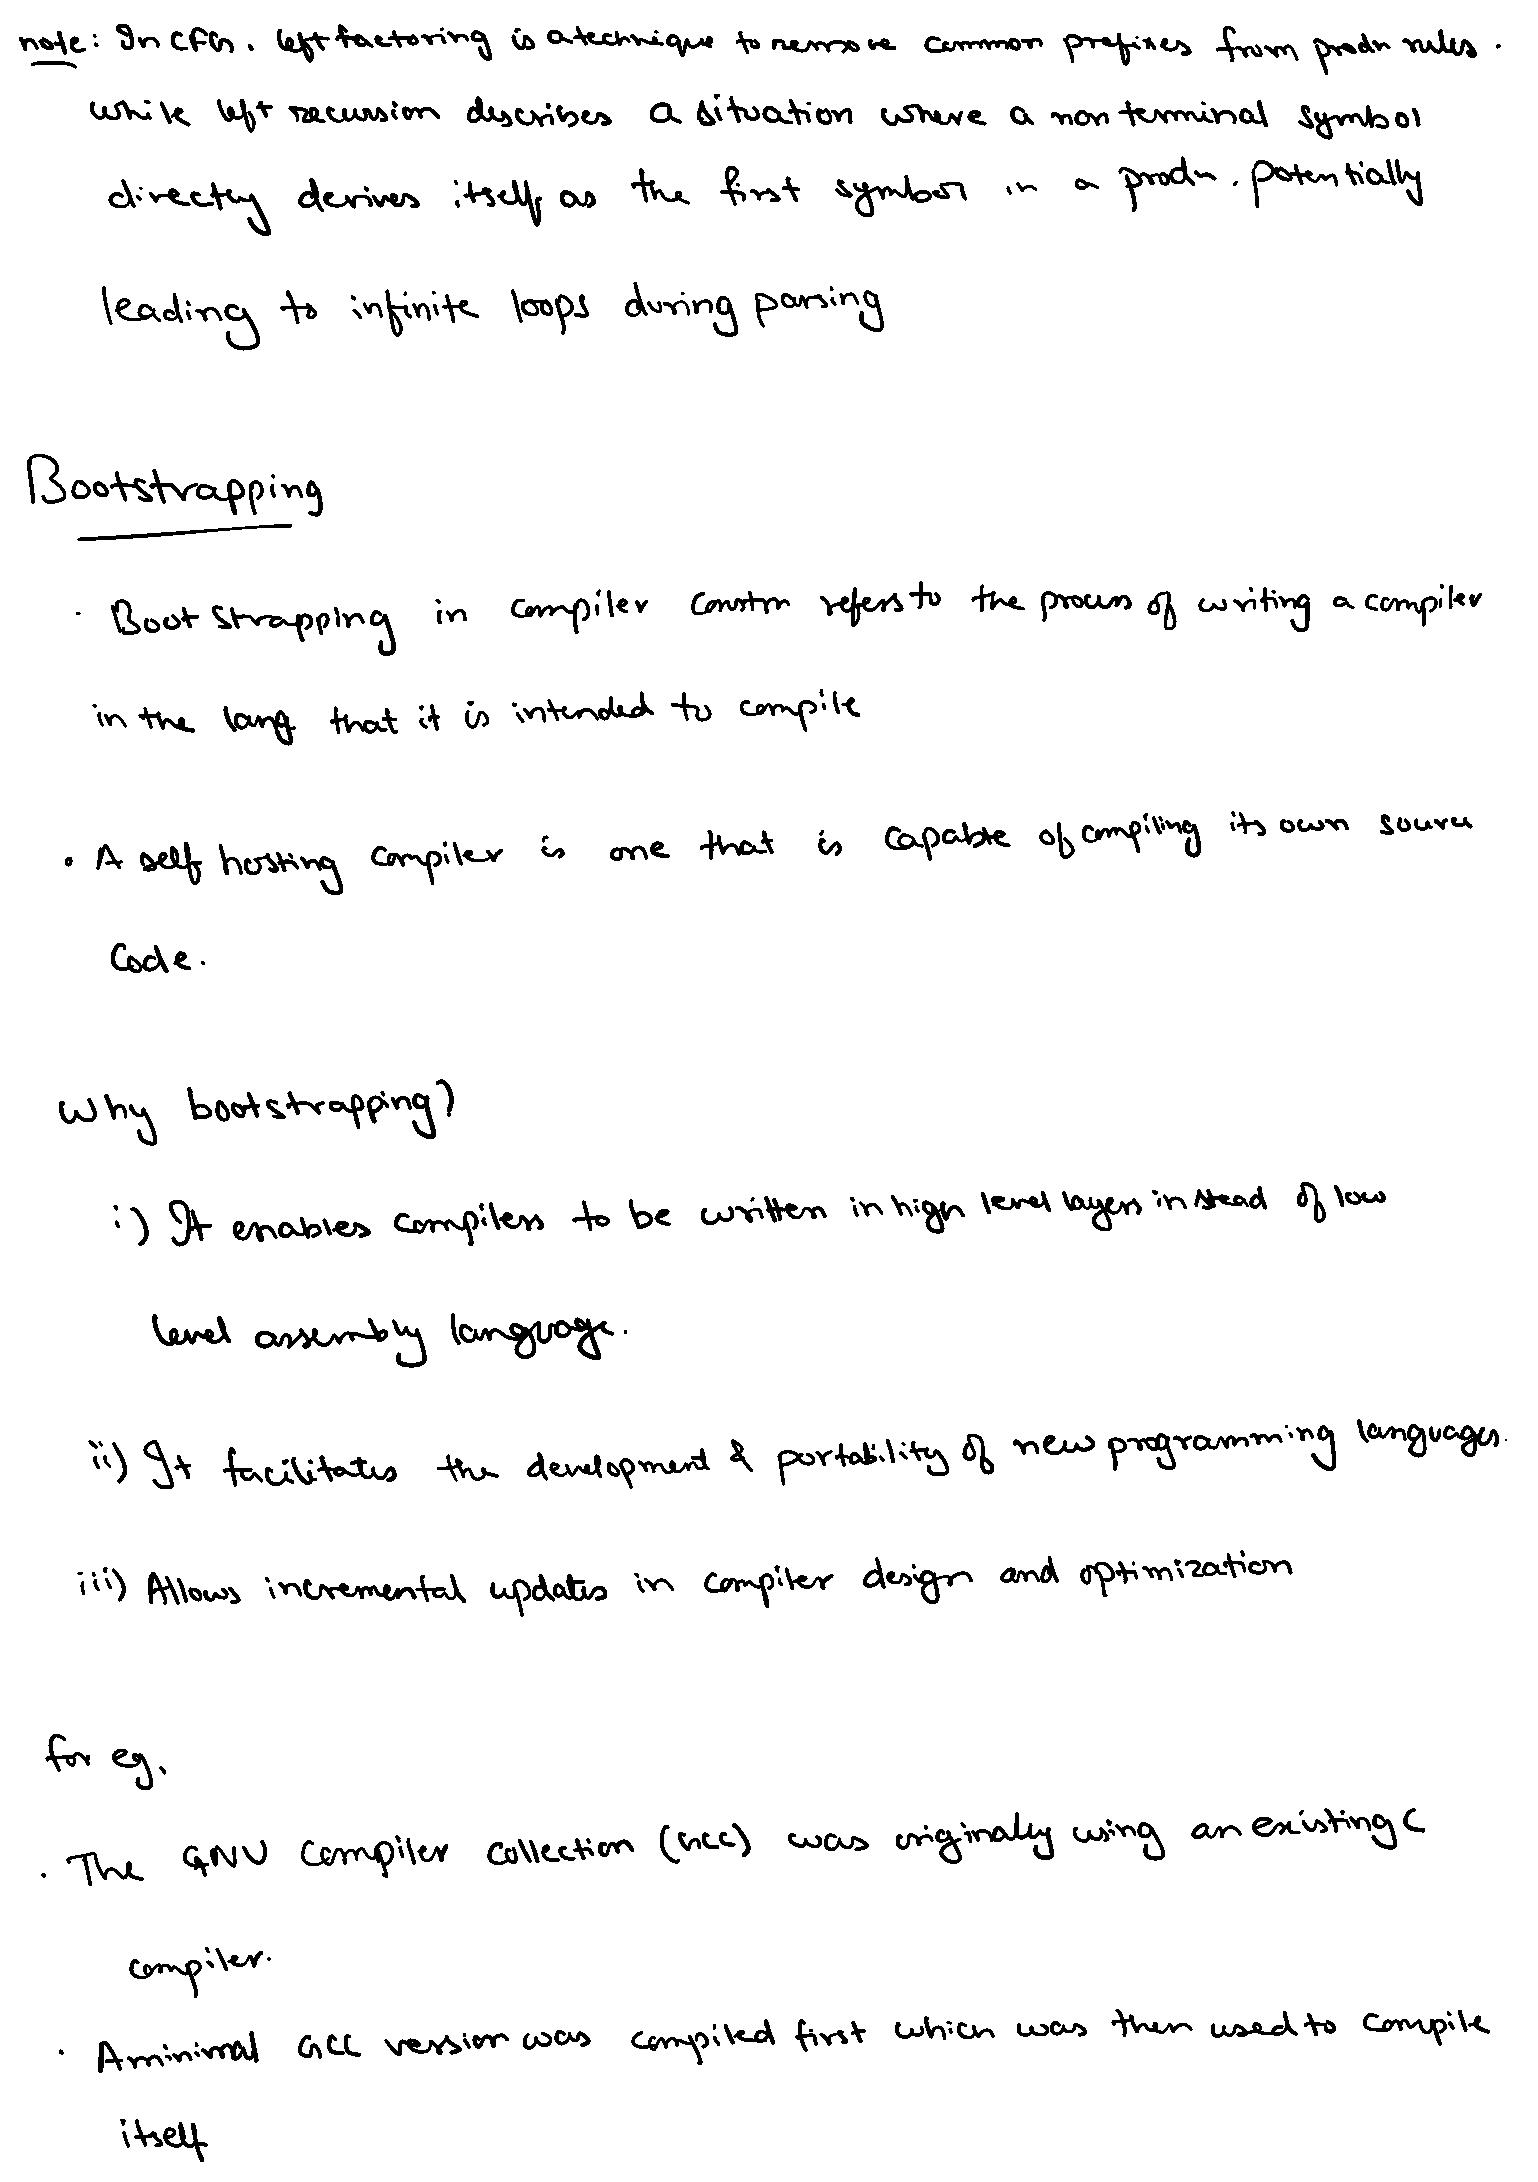 note: In CFG, left factoring is a technique to remove common prefixes from prodn rules.
while left recursion describes a situation where a non terminal symbol
directly derives itself as the first symbol in a prodn. potentially
leading to infinite loops during parsing
Bootstrapping
· Boot Strapping in compiler constrn refers to the process of writing a compiler
in the lang that it is intended to compile
• A self hosting compiler is one that is capable of compiling its own source
Code.
Why bootstrapping?
i) It enables compilers to be written in high level layers instead of low
level assembly language.
ii) It facilitates the development & portability of new programming languages.
iii) Allows incremental updates in compiler design and optimization
for eg.
· The GNU Compiler Collection (GCC) was originally using an existing C
compiler.
· A minimal GCC version was compiled first which was then used to compile
itself